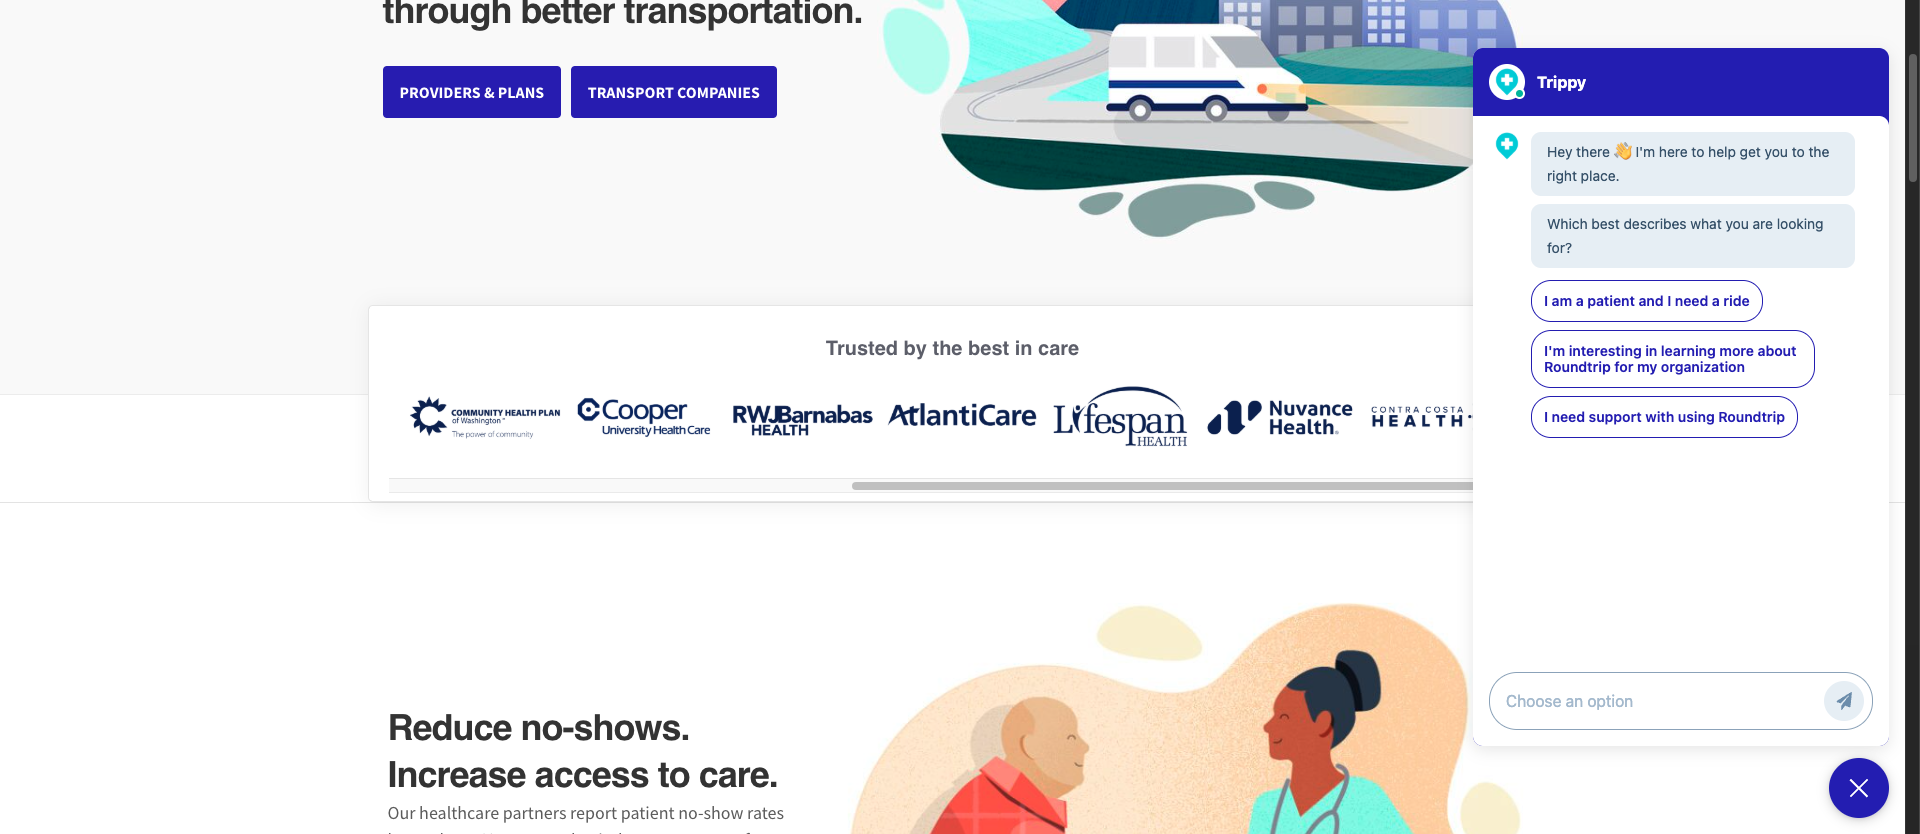 through better transportation.
PROVIDERS & PLANS
TRANSPORT COMPANIES
Trusted by the best in care
COMMUNITY HEALTH PLAN
of Washington™
The power of community
Cooper
University Health Care
RWJBarnabas
HEALTH
AtlantiCare
Lifespan
HEALTH
Nuvance
Health.
CONTRA COSTA
HEALTH
Reduce no-shows.
Increase access to care.
Our healthcare partners report patient no-show rates
Trippy
Hey there 👋 I'm here to help get you to the
right place.
Which best describes what you are looking
for?
I am a patient and I need a ride
I'm interesting in learning more about
Roundtrip for my organization
I need support with using Roundtrip
Choose an option